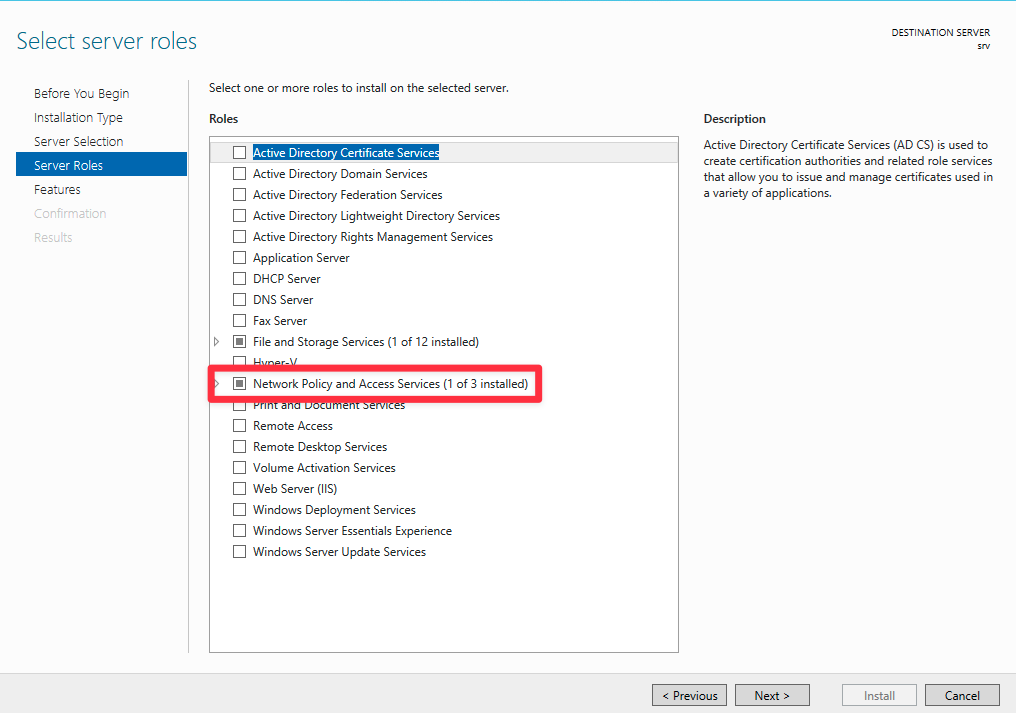 Select server roles
DESTINATION SERVER
srv
Before You Begin
Installation Type
Server Selection
Server Roles
Features
Confirmation
Results
Select one or more roles to install on the selected server.
Roles
Active Directory Certificate Services
Active Directory Domain Services
Active Directory Federation Services
Active Directory Lightweight Directory Services
Active Directory Rights Management Services
Application Server
DHCP Server
DNS Server
Fax Server
File and Storage Services (1 of 12 installed)
Hyper-V
Network Policy and Access Services (1 of 3 installed)
Print and Document Services
Remote Access
Remote Desktop Services
Volume Activation Services
Web Server (IIS)
Windows Deployment Services
Windows Server Essentials Experience
Windows Server Update Services
Description
Active Directory Certificate Services (AD CS) is used to
create certification authorities and related role services
that allow you to issue and manage certificates used in
a variety of applications.
< Previous
Next >
Install
Cancel